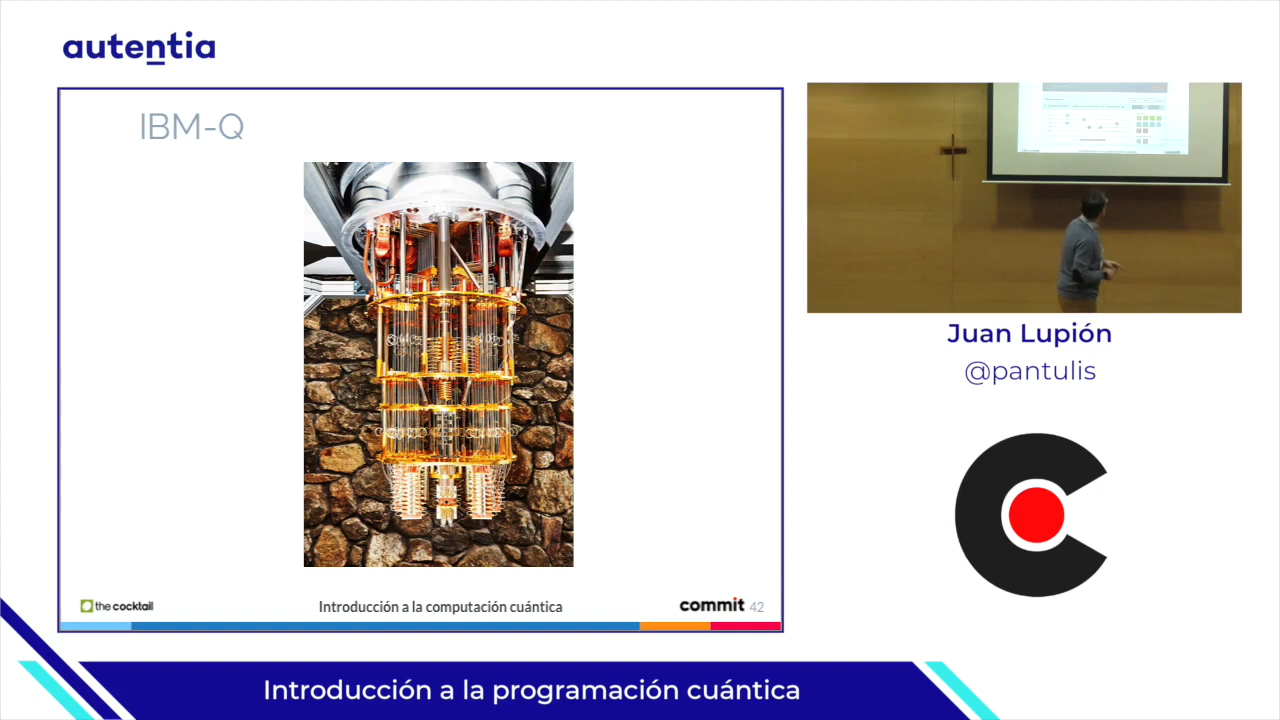 autentia
IBM-Q
the cocktail
Introducción a la computación cuántica
commit 42
Juan Lupión
@pantulis
Introducción a la programación cuántica